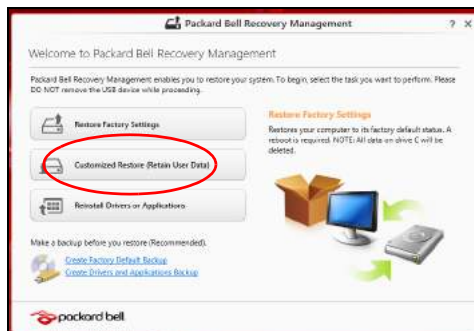 Packard Bell Recovery Management
? ×
Welcome to Packard Bell Recovery Management
Packard Bell Recovery Management enables you to restore your system. To begin, select the task you want to perform. Please
DO NOT remove the USB device while proceeding.
Restore Factory Settings
Customized Restore (Retain User Data)
Reinstall Drivers or Applications
Restore Factory Settings
Restores your computer to its factory default status. A
reboot is required. NOTE: All data on drive C will be
deleted.
Make a backup before you restore (Recommended).
Create Factory Default Backup
Create Drivers and Applications Backup
packard bell